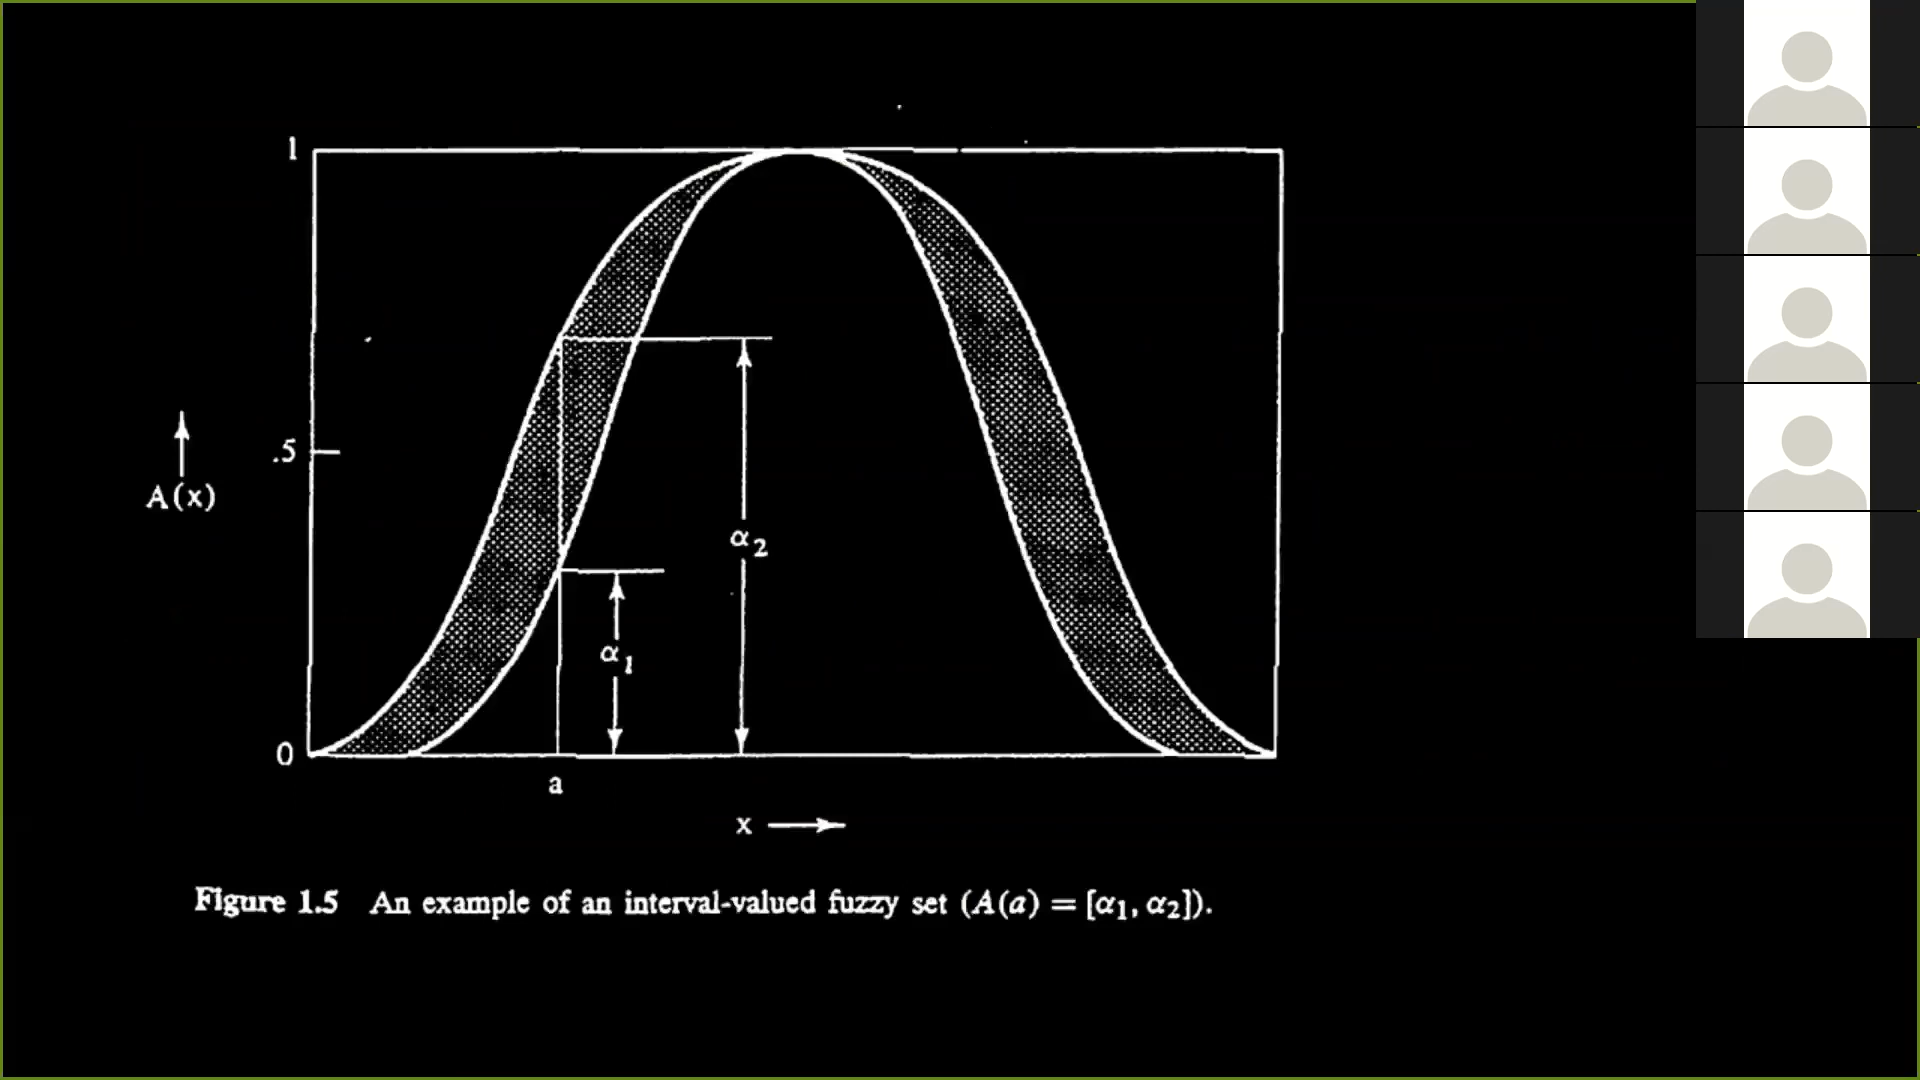 1
.5
A(x)
α2
α1
0
a
x
Figure 1.5 An example of an interval-valued fuzzy set (A(a) = [α1, α2]).